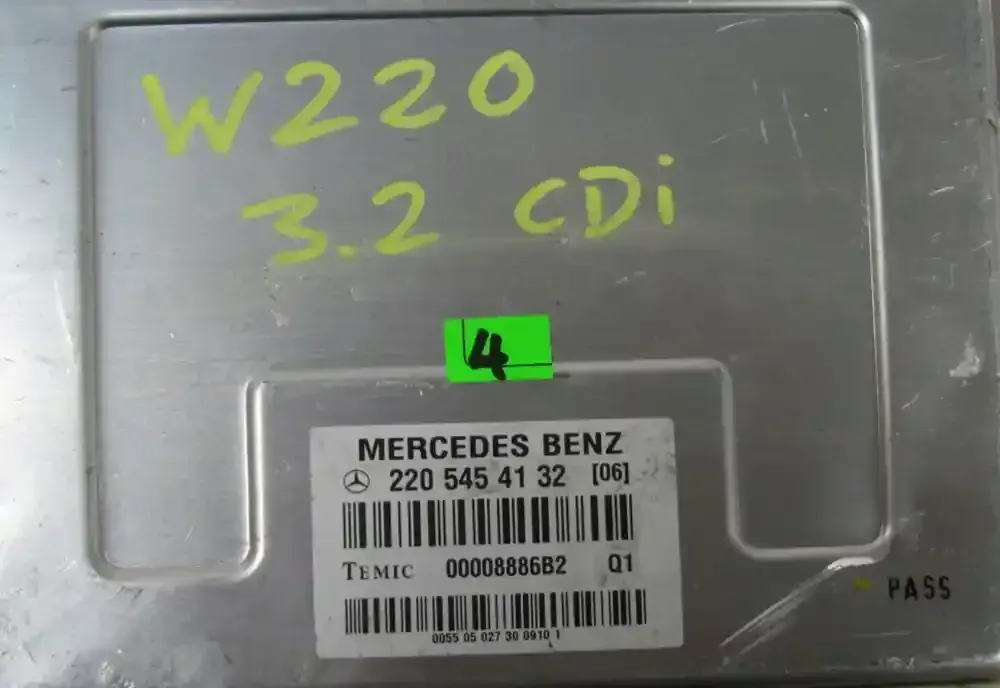 W220
3.2 CDi
4
MERCEDES BENZ
220 545 41 32 [06]
TEMIC 00008886B2 Q1
0055 05 027 30 0910 1
PASS